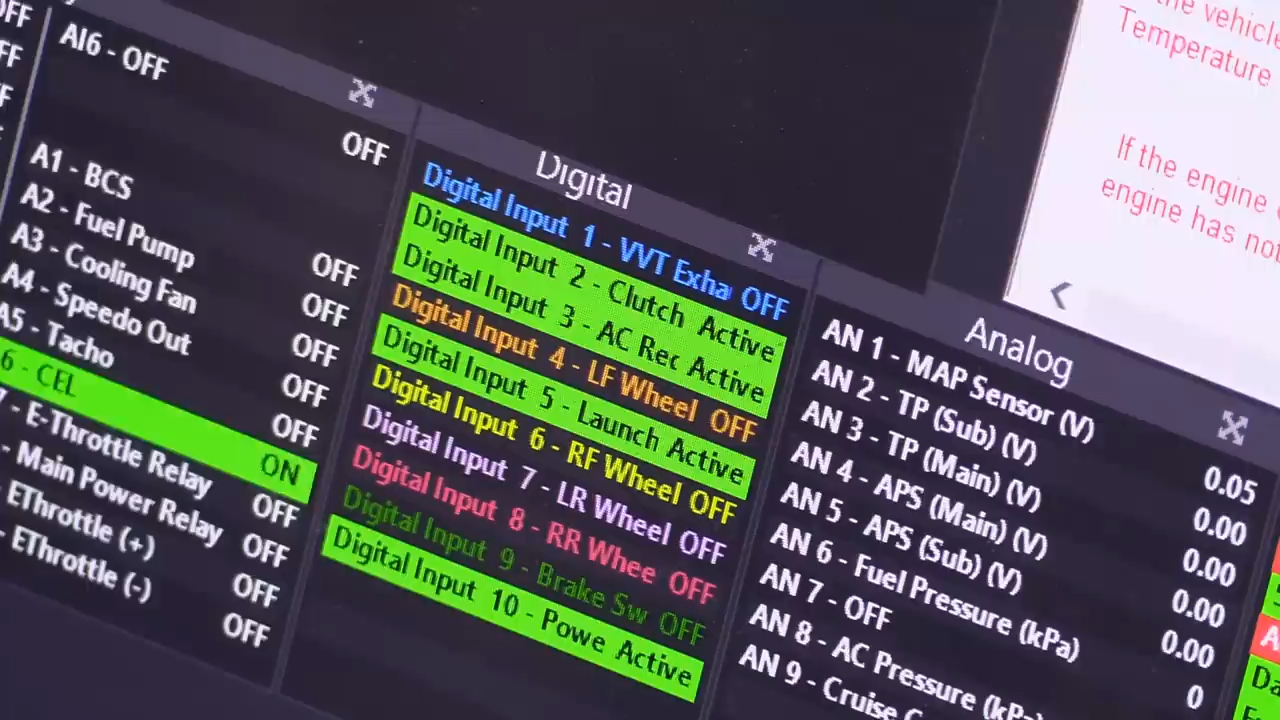 OFF
OFF
AI6 - OFF
OFF
A1 - BCS
A2 - Fuel Pump OFF
A3 - Cooling Fan OFF
A4 - Speedo Out OFF
A5 - Tacho OFF
6 - CEL OFF
7 - E-Throttle Relay ON
- Main Power Relay OFF
- EThrottle (+) OFF
- EThrottle (-) OFF
OFF
Digital
Digital Input 1 - VVT Exha OFF
Digital Input 2 - Clutch Active
Digital Input 3 - AC Rec Active
Digital Input 4 - LF Wheel OFF
Digital Input 5 - Launch Active
Digital Input 6 - RF Wheel OFF
Digital Input 7 - LR Wheel OFF
Digital Input 8 - RR Whee OFF
Digital Input 9 - Brake Sw OFF
Digital Input 10 - Powe Active
Analog
AN 1 - MAP Sensor (V) 0.05
AN 2 - TP (Sub) (V) 0.00
AN 3 - TP (Main) (V) 0.00
AN 4 - APS (Main) (V) 0.00
AN 5 - APS (Sub) (V) 0.00
AN 6 - Fuel Pressure (kPa) 0
AN 7 - OFF
AN 8 - AC Pressure (kPa)
AN 9 - Cruise
the vehicle
Temperature
If the engine
engine has not